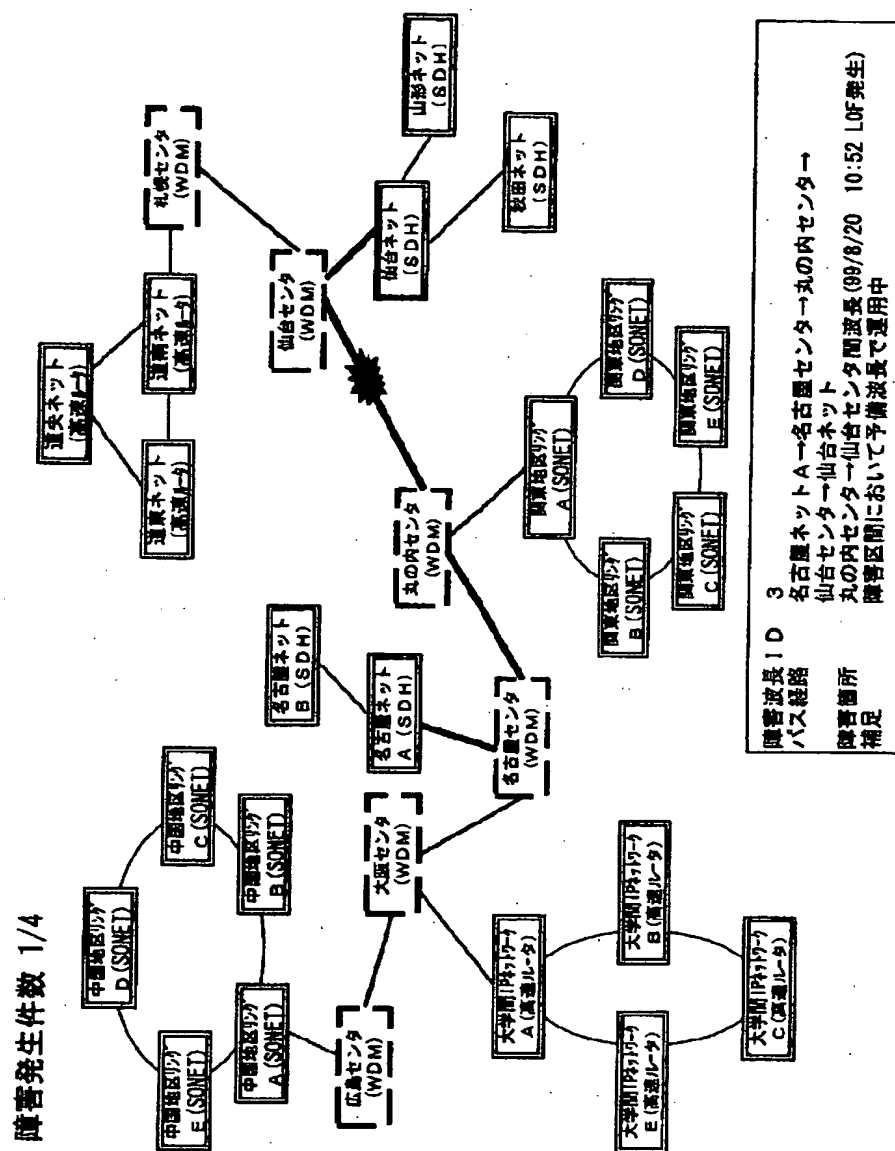 障害発生件数 1/4
中国地区リング
D (SONET)
中国地区リング
E (SONET)
中国地区リング
C (SONET)
中国地区リング
A (SONET)
中国地区リング
B (SONET)
広島センタ
(WDM)
大阪センタ
(WDM)
大学間IPネットワーク
A (高速ルータ)
大学間IPネットワーク
E (高速ルータ)
大学間IPネットワーク
B (高速ルータ)
大学間IPネットワーク
C (高速ルータ)
名古屋ネット
B (SDH)
名古屋ネット
A (SDH)
名古屋センタ
(WDM)
丸の内センタ
(WDM)
関東地区リング
A (SONET)
関東地区リング
B (SONET)
関東地区リング
D (SONET)
関東地区リング
C (SONET)
関東地区リング
E (SONET)
道央ネット
(高速ルータ)
道東ネット
(高速ルータ)
道南ネット
(高速ルータ)
札幌センタ
(WDM)
仙台センタ
(WDM)
仙台ネット
(SDH)
山形ネット
(SDH)
秋田ネット
(SDH)
障害波長ID 3
パス経路 名古屋ネットA→名古屋センタ→丸の内センタ→
仙台センタ→仙台ネット
障害箇所 丸の内センタ→仙台センタ間波長(99/8/20 10:52 LOF発生)
補足 障害区間において予備波長で運用中